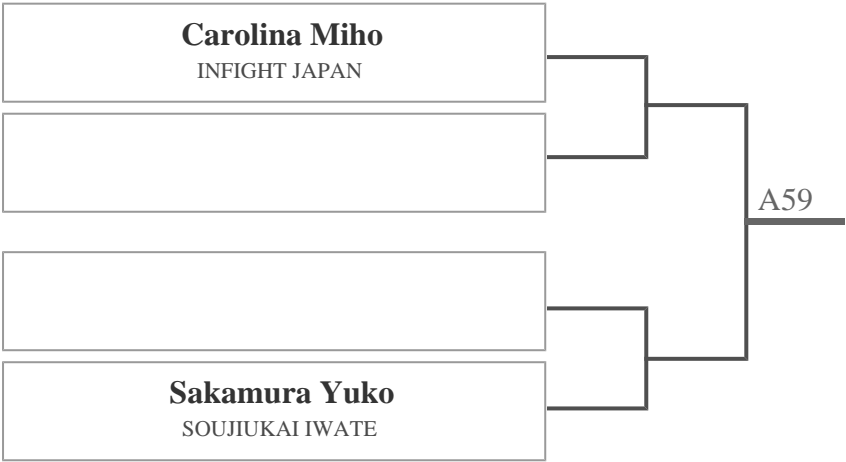 Carolina Miho
INFIGHT JAPAN
A59
Sakamura Yuko
SOUJIUKAI IWATE